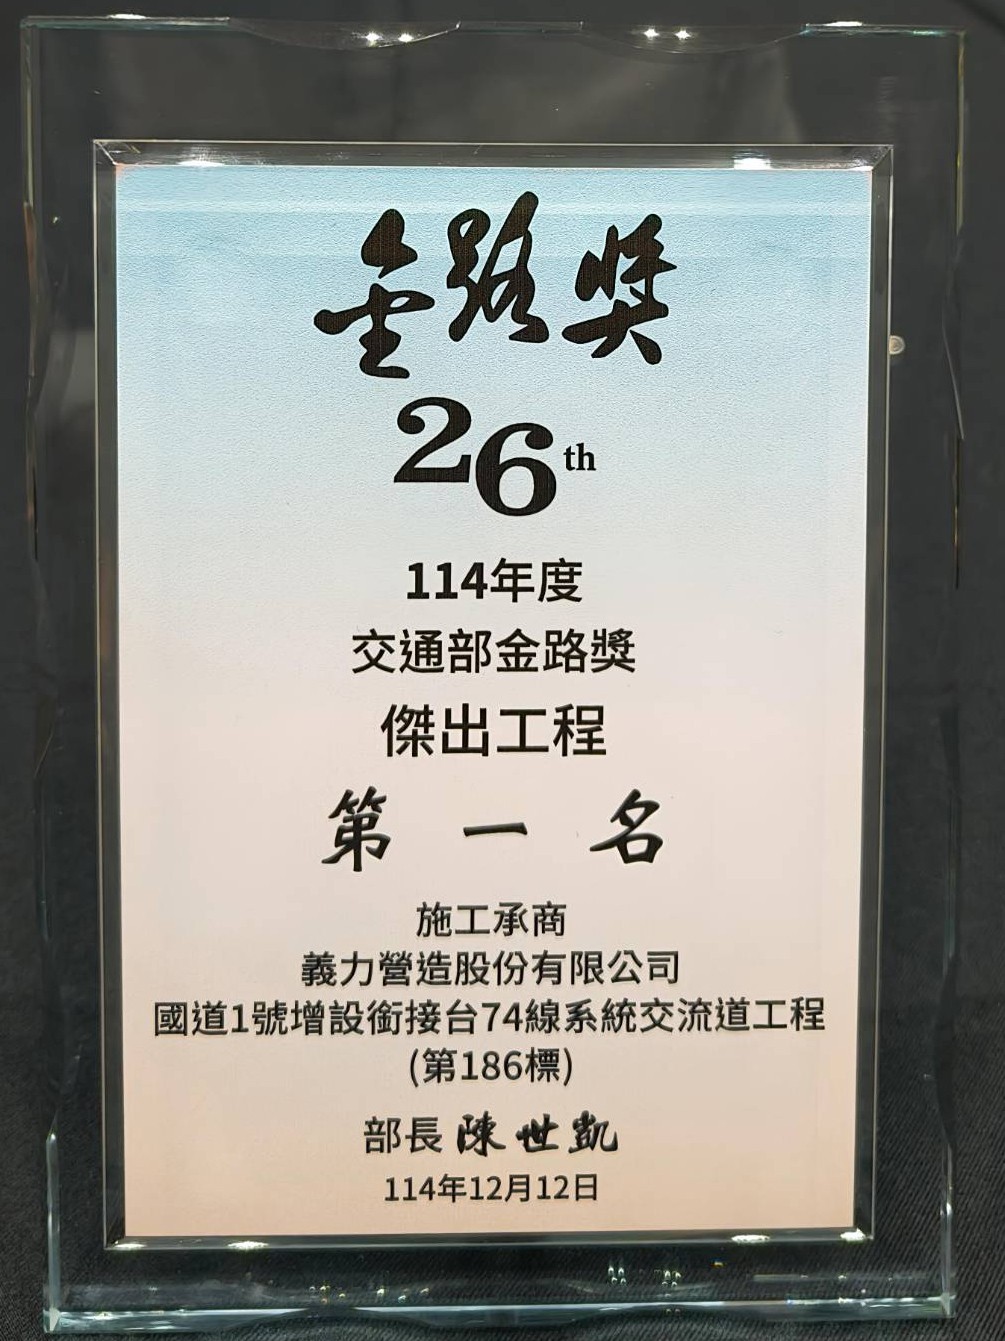 金路獎
26th
114年度
交通部金路獎
傑出工程
第一名
施工承商
義力營造股份有限公司
國道1號增設銜接台74線系統交流道工程
(第186標)
部長 陳世凱
114年12月12日